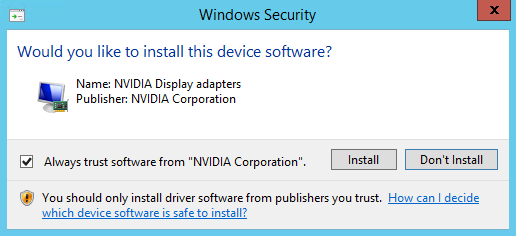 Windows Security
Would you like to install this device software?
Name: NVIDIA Display adapters
Publisher: NVIDIA Corporation
Always trust software from "NVIDIA Corporation".
Install
Don't Install
You should only install driver software from publishers you trust. How can I decide
which device software is safe to install?